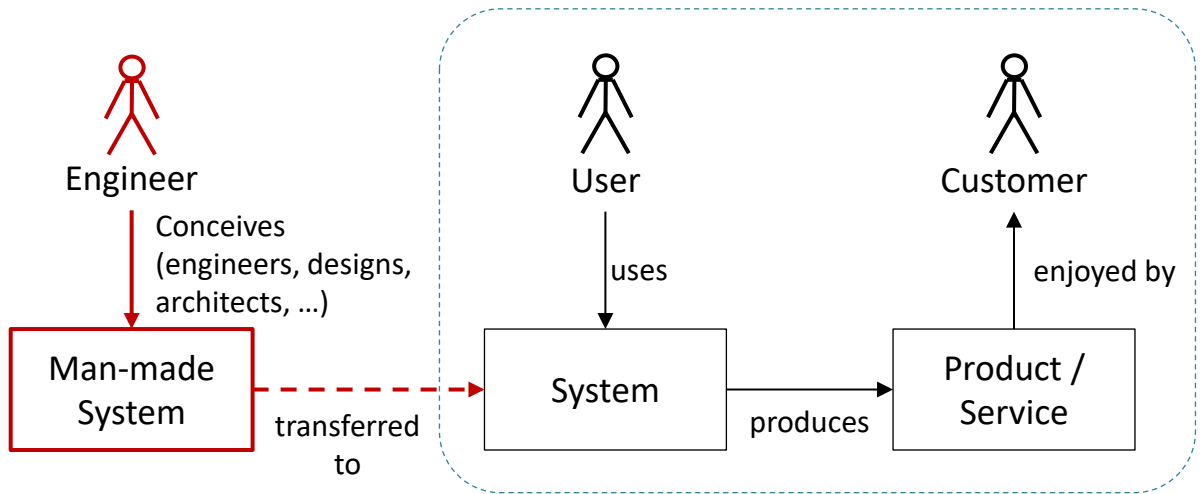 Engineer
User
Customer
Conceives
(engineers, designs,
architects, ...)
uses
enjoyed by
Man-made
System
transferred
to
System
produces
Product /
Service